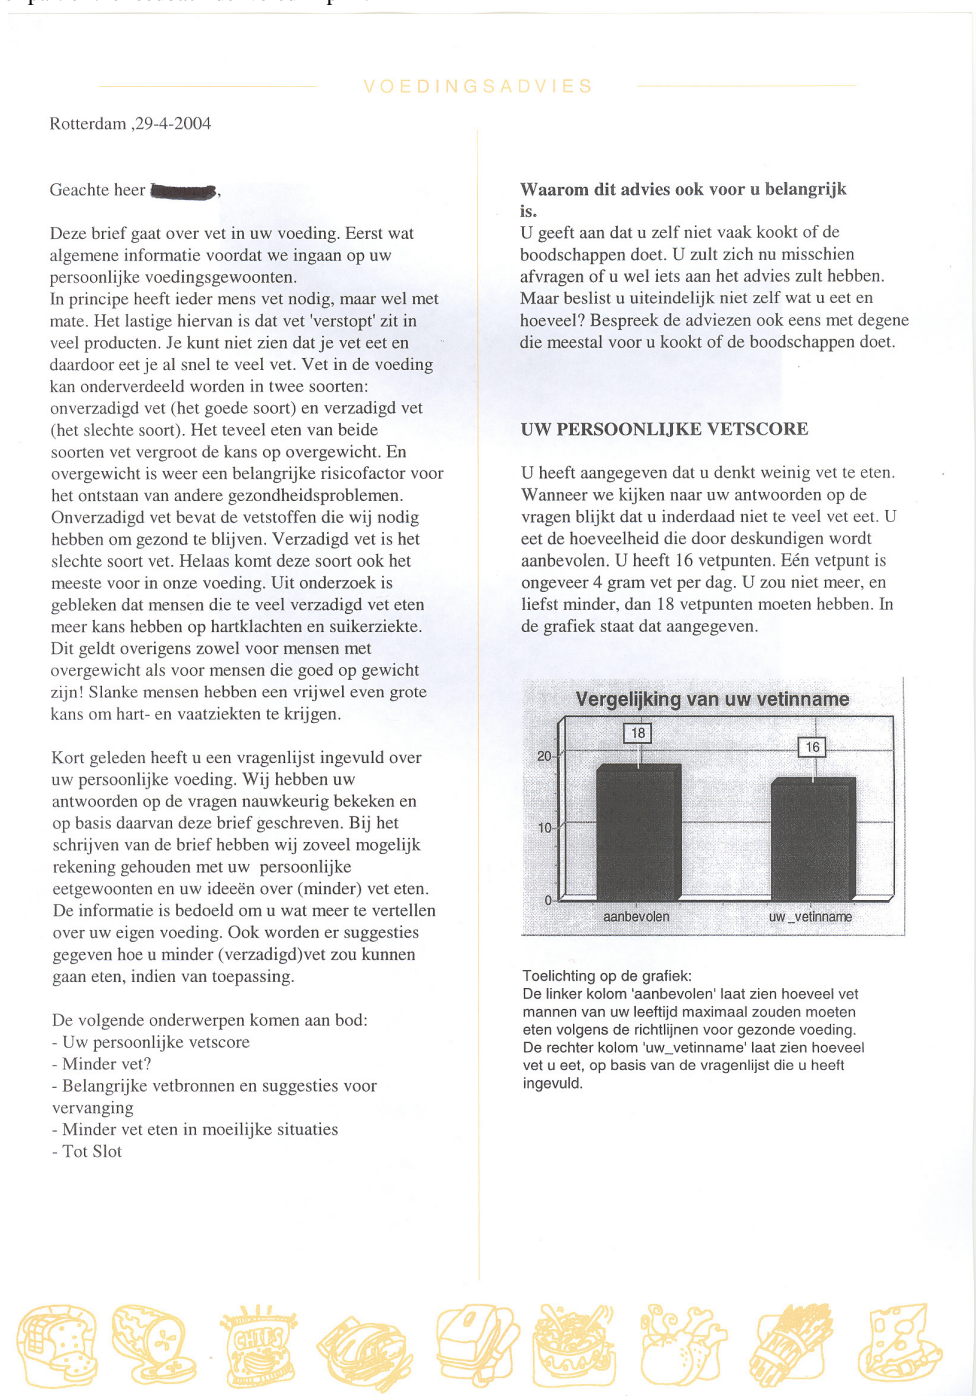 VOEDINGSADVIES
Rotterdam ,29-4-2004
Geachte heer ,
Deze brief gaat over vet in uw voeding. Eerst wat
algemene informatie voordat we ingaan op uw
persoonlijke voedingsgewoonten.
In principe heeft ieder mens vet nodig, maar wel met
mate. Het lastige hiervan is dat vet 'verstopt' zit in
veel producten. Je kunt niet zien dat je vet eet en
daardoor eet je al snel te veel vet. Vet in de voeding
kan onderverdeeld worden in twee soorten:
onverzadigd vet (het goede soort) en verzadigd vet
(het slechte soort). Het teveel eten van beide
soorten vet vergroot de kans op overgewicht. En
overgewicht is weer een belangrijke risicofactor voor
het ontstaan van andere gezondheidsproblemen.
Onverzadigd vet bevat de vetstoffen die wij nodig
hebben om gezond te blijven. Verzadigd vet is het
slechte soort vet. Helaas komt deze soort ook het
meeste voor in onze voeding. Uit onderzoek is
gebleken dat mensen die te veel verzadigd vet eten
meer kans hebben op hartklachten en suikerziekte.
Dit geldt overigens zowel voor mensen met
overgewicht als voor mensen die goed op gewicht
zijn! Slanke mensen hebben een vrijwel even grote
kans om hart- en vaatziekten te krijgen.
Kort geleden heeft u een vragenlijst ingevuld over
uw persoonlijke voeding. Wij hebben uw
antwoorden op de vragen nauwkeurig bekeken en
op basis daarvan deze brief geschreven. Bij het
schrijven van de brief hebben wij zoveel mogelijk
rekening gehouden met uw  persoonlijke
eetgewoonten en uw ideeën over (minder) vet eten.
De informatie is bedoeld om u wat meer te vertellen
over uw eigen voeding. Ook worden er suggesties
gegeven hoe u minder (verzadigd)vet zou kunnen
gaan eten, indien van toepassing.
De volgende onderwerpen komen aan bod:
- Uw persoonlijke vetscore
- Minder vet?
- Belangrijke vetbronnen en suggesties voor
vervanging
- Minder vet eten in moeilijke situaties
- Tot Slot
Waarom dit advies ook voor u belangrijk
is.
U geeft aan dat u zelf niet vaak kookt of de
boodschappen doet. U zult zich nu misschien
afvragen of u wel iets aan het advies zult hebben.
Maar beslist u uiteindelijk niet zelf wat u eet en
hoeveel? Bespreek de adviezen ook eens met degene
die meestal voor u kookt of de boodschappen doet.
UW PERSOONLIJKE VETSCORE
U heeft aangegeven dat u denkt weinig vet te eten.
Wanneer we kijken naar uw antwoorden op de
vragen blijkt dat u inderdaad niet te veel vet eet. U
eet de hoeveelheid die door deskundigen wordt
aanbevolen. U heeft 16 vetpunten. Eén vetpunt is
ongeveer 4 gram vet per dag. U zou niet meer, en
liefst minder, dan 18 vetpunten moeten hebben. In
de grafiek staat dat aangegeven.
Vergelijking van uw vetinname
18
16
20
10
0
aanbevolen uw_vetinname
Toelichting op de grafiek:
De linker kolom 'aanbevolen' laat zien hoeveel vet
mannen van uw leeftijd maximaal zouden moeten
eten volgens de richtlijnen voor gezonde voeding.
De rechter kolom 'uw_vetinname' laat zien hoeveel
vet u eet, op basis van de vragenlijst die u heeft
ingevuld.
CHIPS